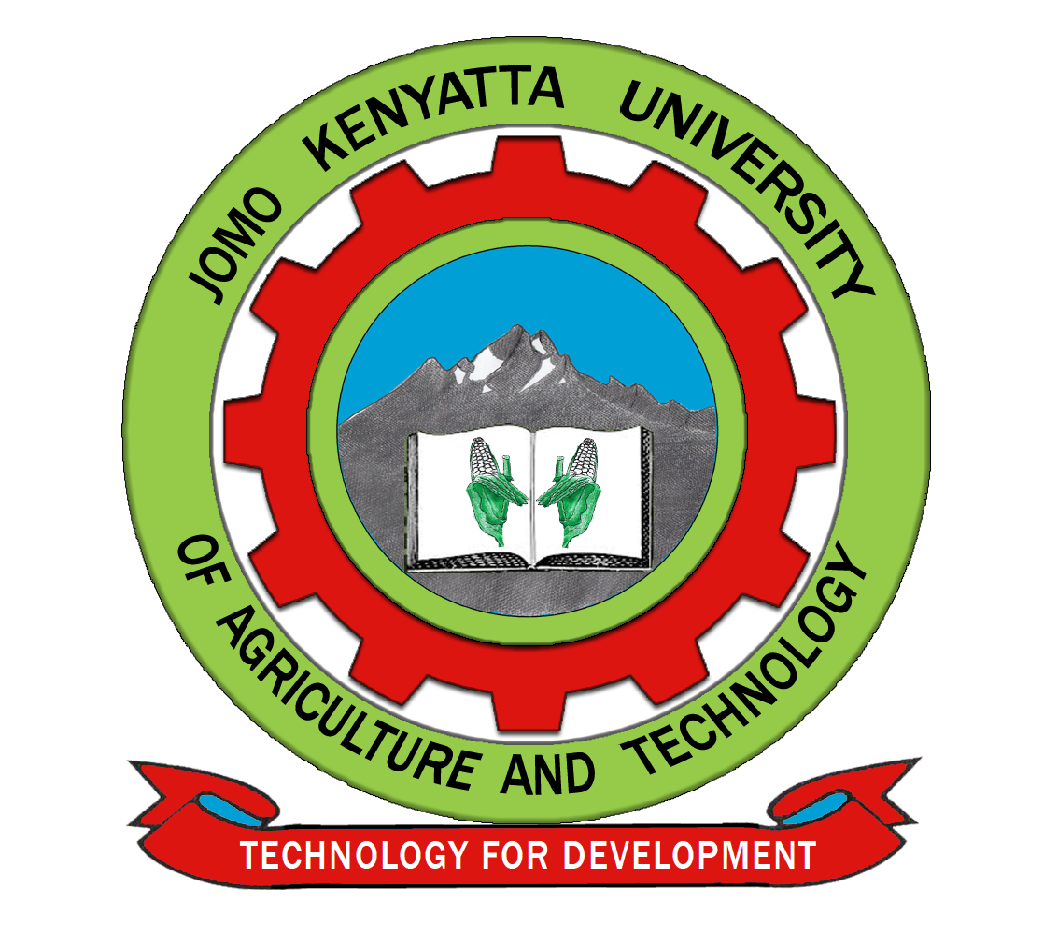 JOMO KENYATTA UNIVERSITY
OF AGRICULTURE AND TECHNOLOGY
TECHNOLOGY FOR DEVELOPMENT